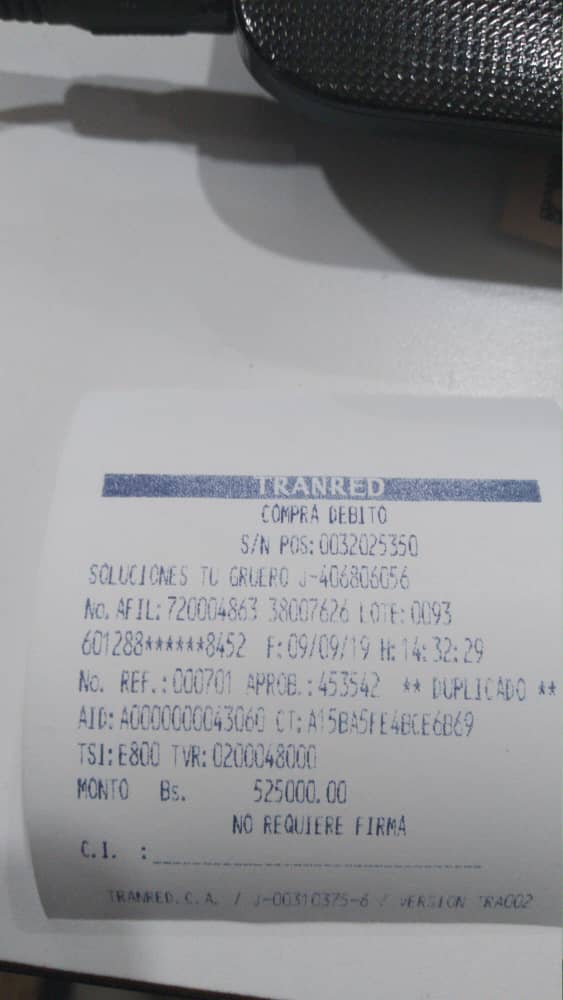 TRANRED
COMPRA DEBITO
S/N POS:0032025350
SOLUCIONES TU GRUERO J-406806056
No. AFIL:720004863 38007626 LOTE:0093
601288******8452 F:09/09/19 H:14:32:29
No. REF.:000701 APROB.:453542 ** DUPLICADO **
AID:A0000000043060 CT:A15BA5FE4BCE6B69
TSI:E800 TVR:0200048000
MONTO Bs. 525000.00
NO REQUIERE FIRMA
C.I. :
TRANRED.C.A. / J-00310375-6 / VERSION TRA002